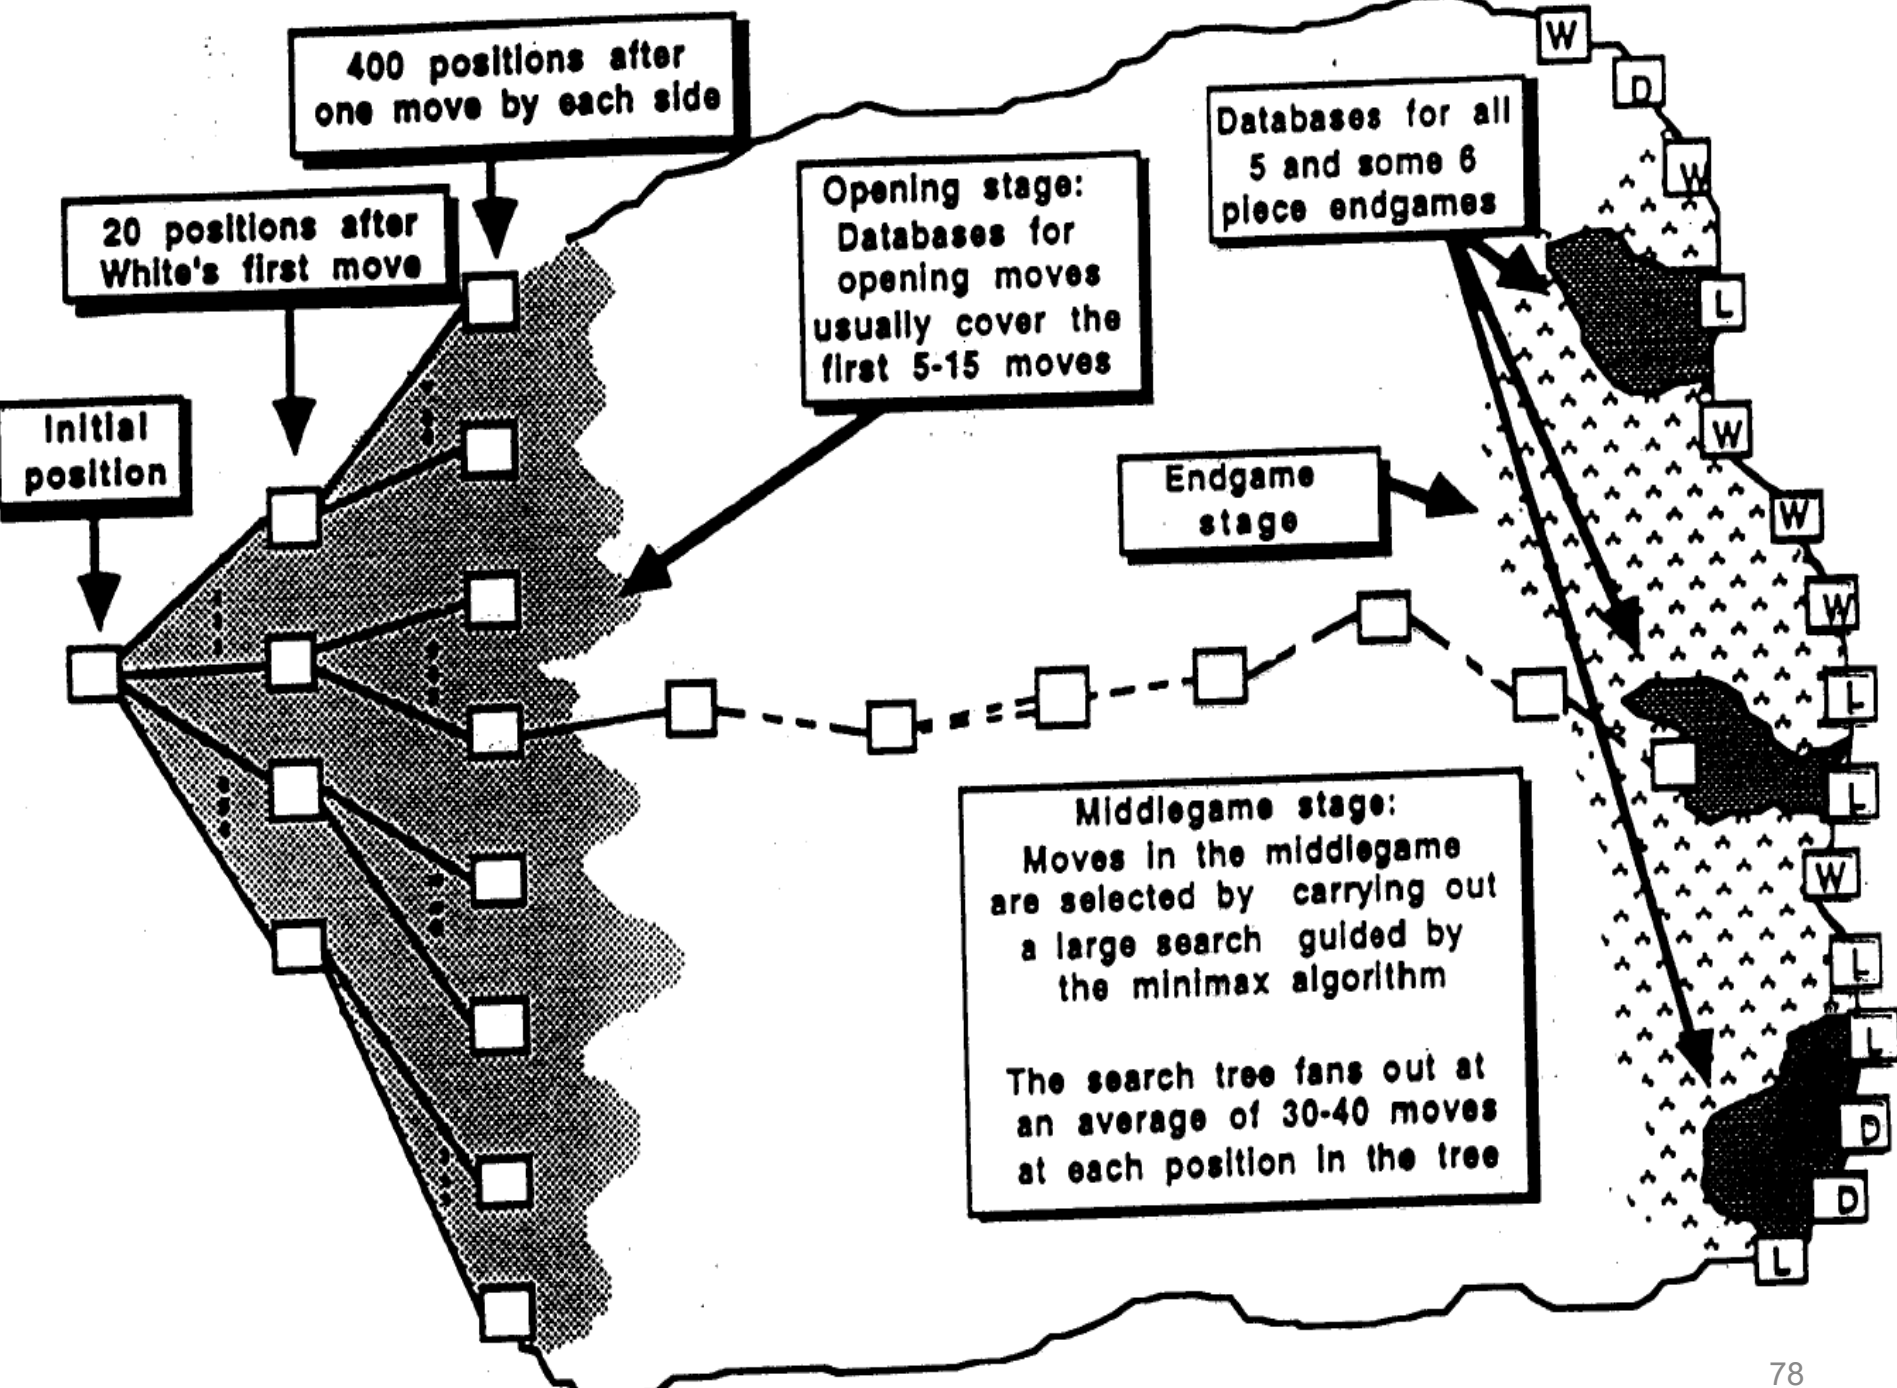 400 positions after
one move by each side
20 positions after
White's first move
Initial
position
Opening stage:
Databases for
opening moves
usually cover the
first 5-15 moves
Databases for all
5 and some 6
piece endgames
Endgame
stage
Middlegame stage:
Moves in the middlegame
are selected by carrying out
a large search guided by
the minimax algorithm
The search tree fans out at
an average of 30-40 moves
at each position in the tree
W
D
W
L
W
W
W
L
L
W
L
L
D
D
L
78